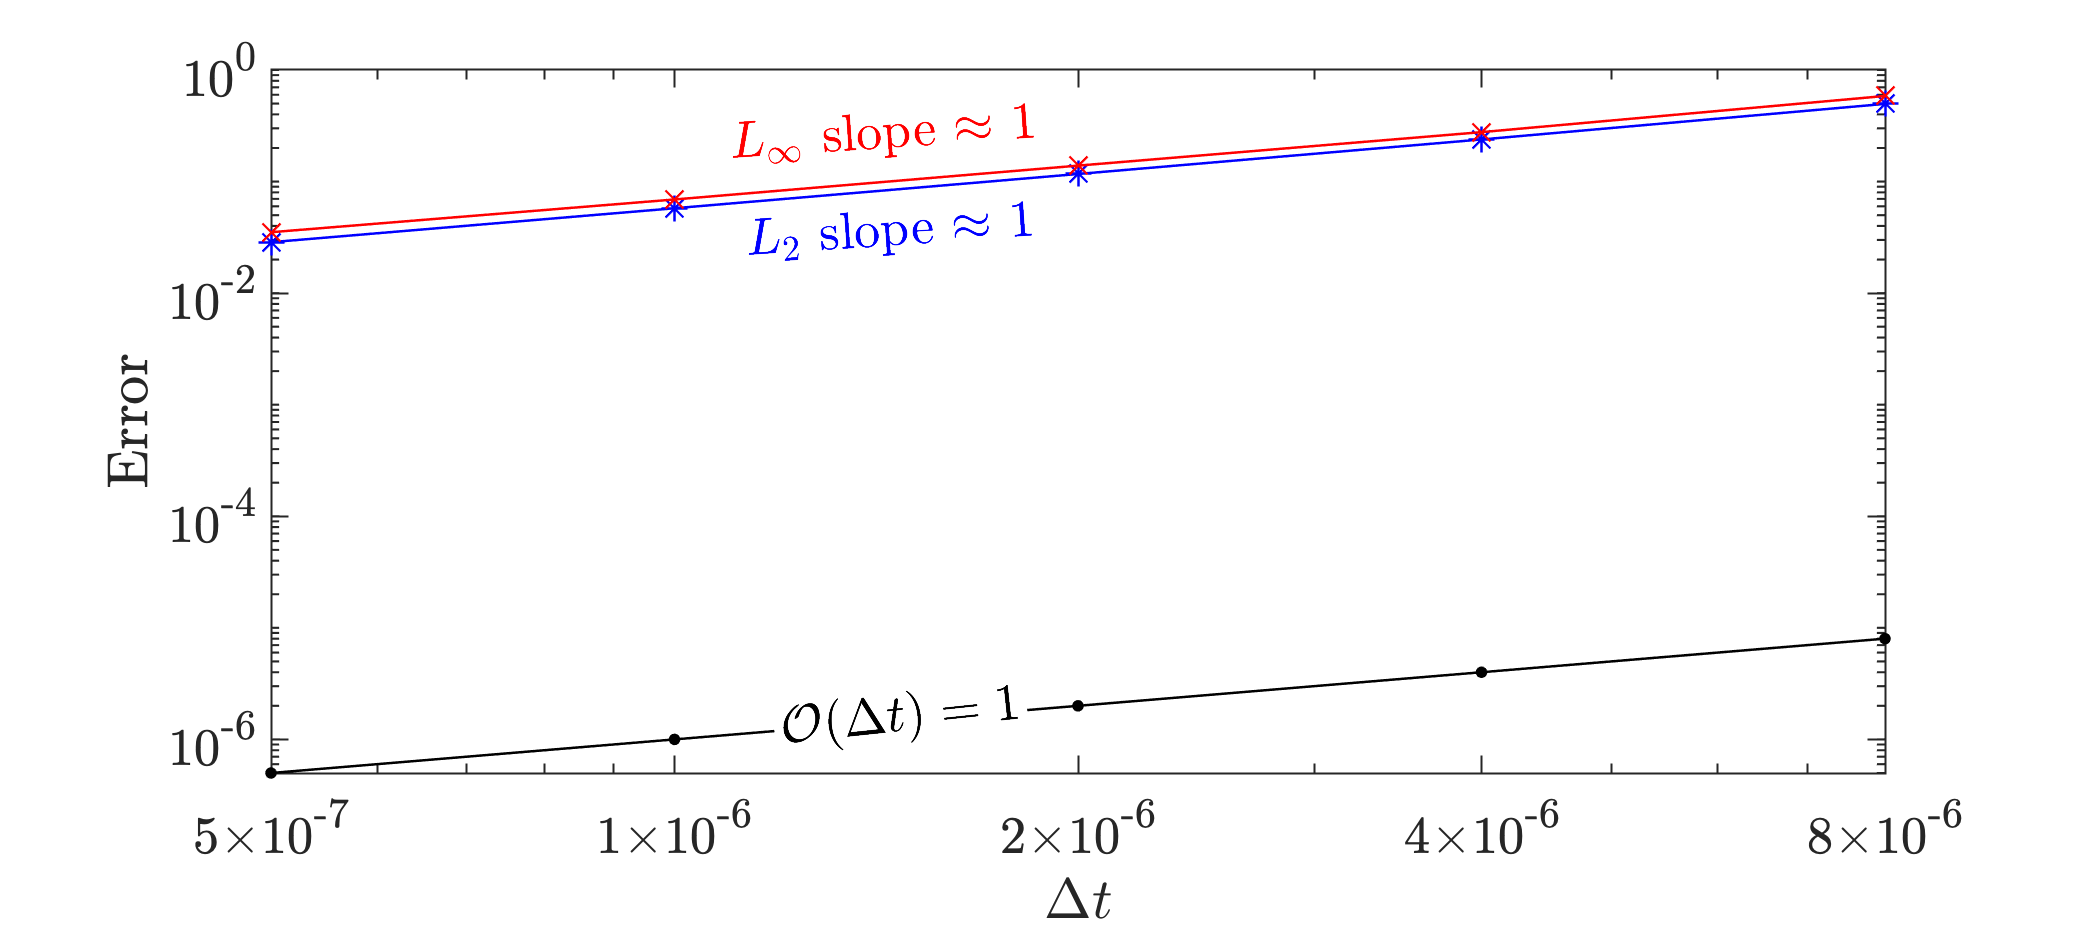 10^0
L_∞ slope ≈ 1
L_2 slope ≈ 1
10^-2
Error
10^-4
10^-6
𝒪(Δt) = 1
5×10^-7
1×10^-6
2×10^-6
4×10^-6
8×10^-6
Δt